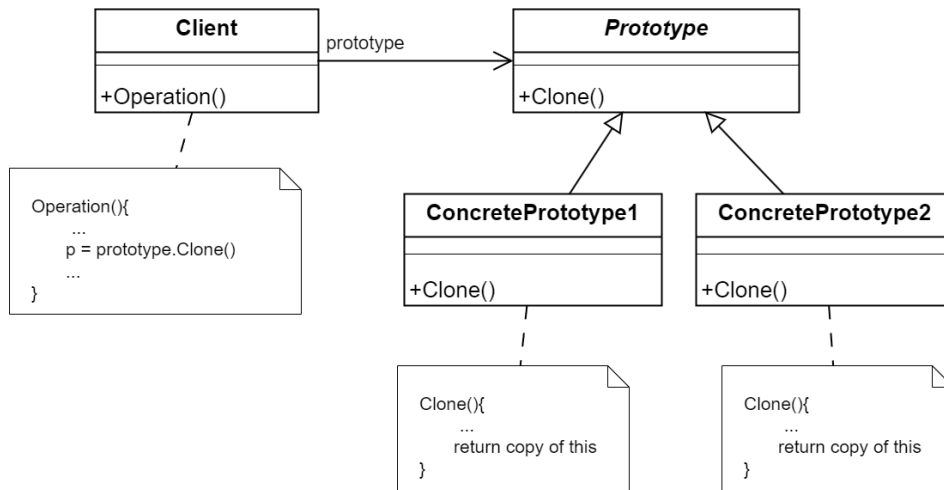 Client
+Operation()
prototype
Prototype
+Clone()
Operation(){
...
p = prototype.Clone()
...
}
ConcretePrototype1
+Clone()
ConcretePrototype2
+Clone()
Clone(){
...
return copy of this
}
Clone(){
...
return copy of this
}